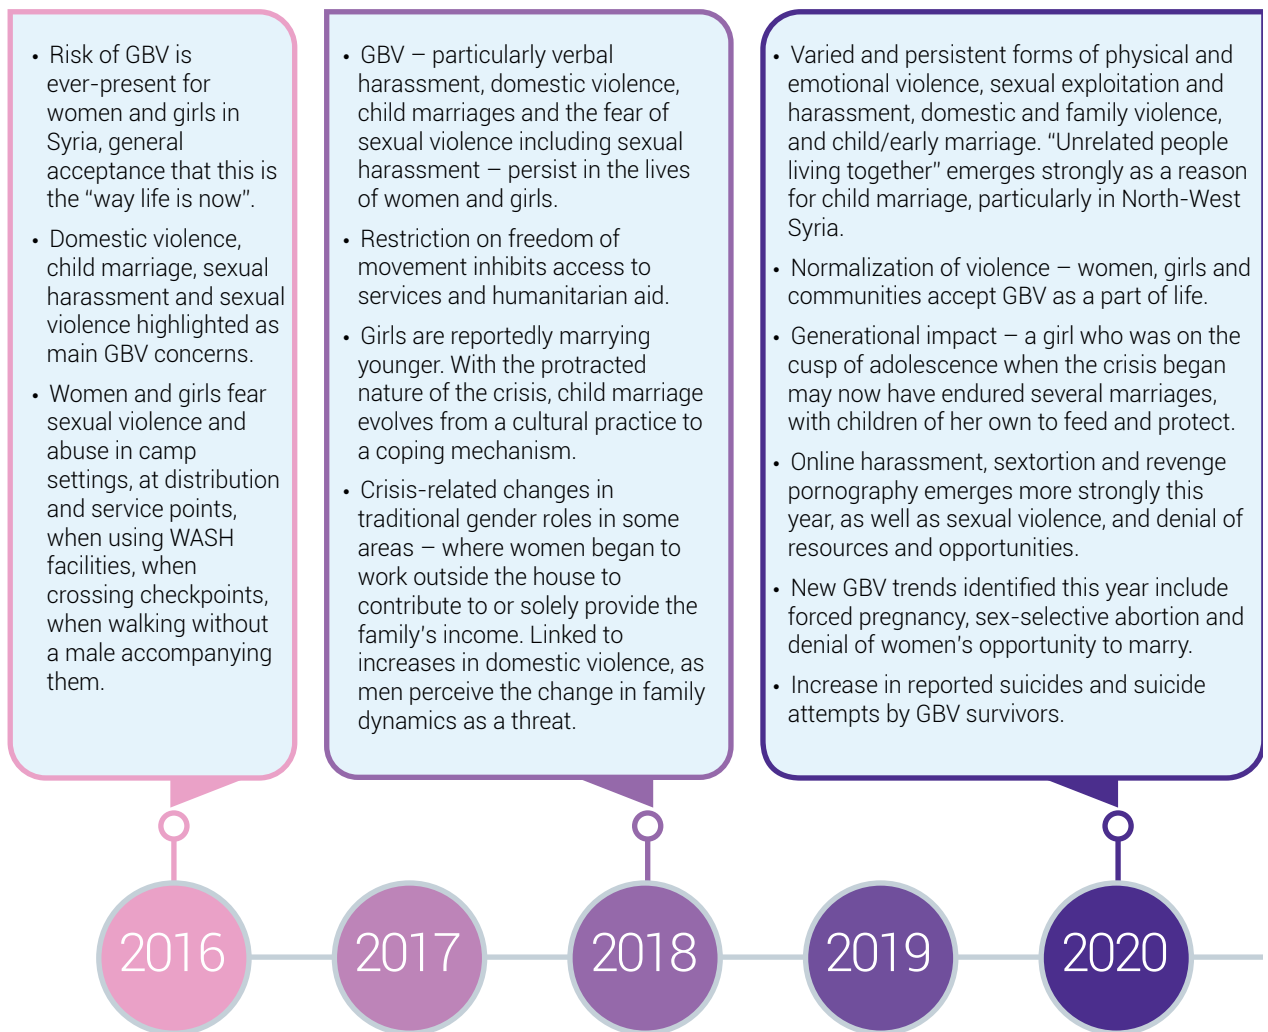 • Risk of GBV is
ever-present for
women and girls in
Syria, general
acceptance that this is
the “way life is now”.
• Domestic violence,
child marriage, sexual
harassment and sexual
violence highlighted as
main GBV concerns.
• Women and girls fear
sexual violence and
abuse in camp
settings, at distribution
and service points,
when using WASH
facilities, when
crossing checkpoints,
when walking without
a male accompanying
them.
• GBV – particularly verbal
harassment, domestic violence,
child marriages and the fear of
sexual violence including sexual
harassment – persist in the lives
of women and girls.
• Restriction on freedom of
movement inhibits access to
services and humanitarian aid.
• Girls are reportedly marrying
younger. With the protracted
nature of the crisis, child marriage
evolves from a cultural practice to
a coping mechanism.
• Crisis-related changes in
traditional gender roles in some
areas – where women began to
work outside the house to
contribute to or solely provide the
family’s income. Linked to
increases in domestic violence, as
men perceive the change in family
dynamics as a threat.
• Varied and persistent forms of physical and
emotional violence, sexual exploitation and
harassment, domestic and family violence,
and child/early marriage. “Unrelated people
living together” emerges strongly as a reason
for child marriage, particularly in North-West
Syria.
• Normalization of violence – women, girls and
communities accept GBV as a part of life.
• Generational impact – a girl who was on the
cusp of adolescence when the crisis began
may now have endured several marriages,
with children of her own to feed and protect.
• Online harassment, sextortion and revenge
pornography emerges more strongly this
year, as well as sexual violence, and denial of
resources and opportunities.
• New GBV trends identified this year include
forced pregnancy, sex-selective abortion and
denial of women’s opportunity to marry.
• Increase in reported suicides and suicide
attempts by GBV survivors.
2016
2017
2018
2019
2020